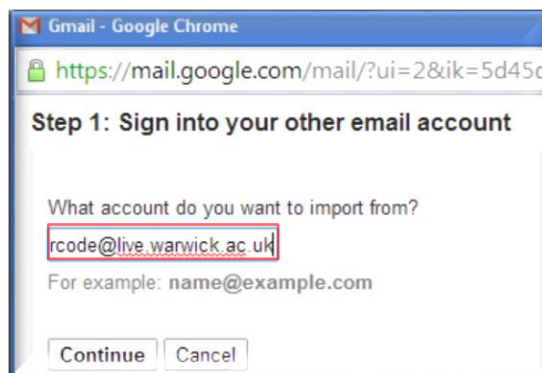 Gmail - Google Chrome
https://mail.google.com/mail/?ui=2&ik=5d45
Step 1: Sign into your other email account
What account do you want to import from?
rcode@live.warwick.ac.uk
For example: name@example.com
Continue Cancel